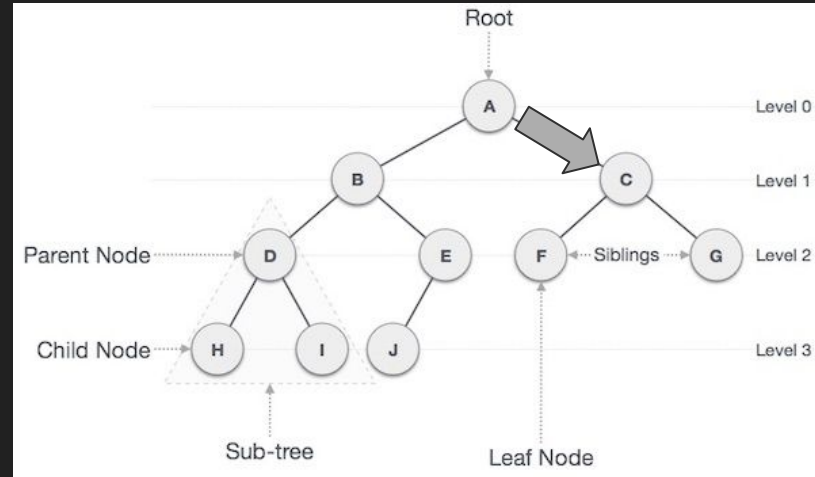 Root
A
Level 0
B
C
Level 1
Parent Node
D
E
F
Siblings
G
Level 2
Child Node
H
I
J
Level 3
Sub-tree
Leaf Node